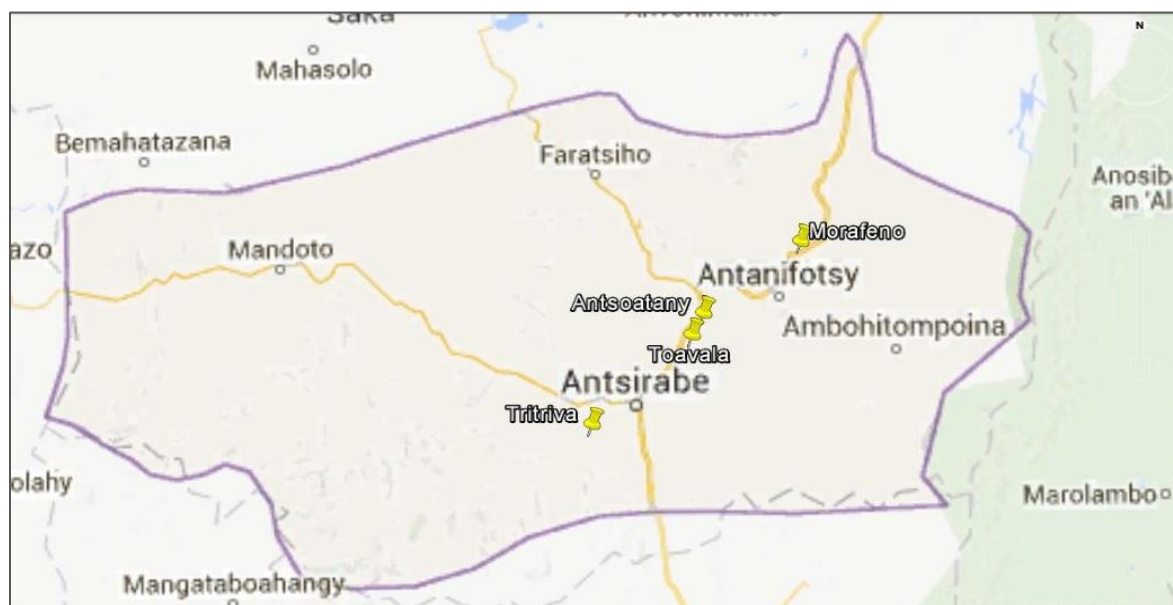 N
Mahasolo
Bemahatazana
Faratsiho
Anosib
an 'Al
Morafeno
azo
Mandoto
Antanifotsy
Antsoatany
Ambohitompoina
Toavala
Antsirabe
Tritriva
olahy
Marolambo
Mangataboahangy